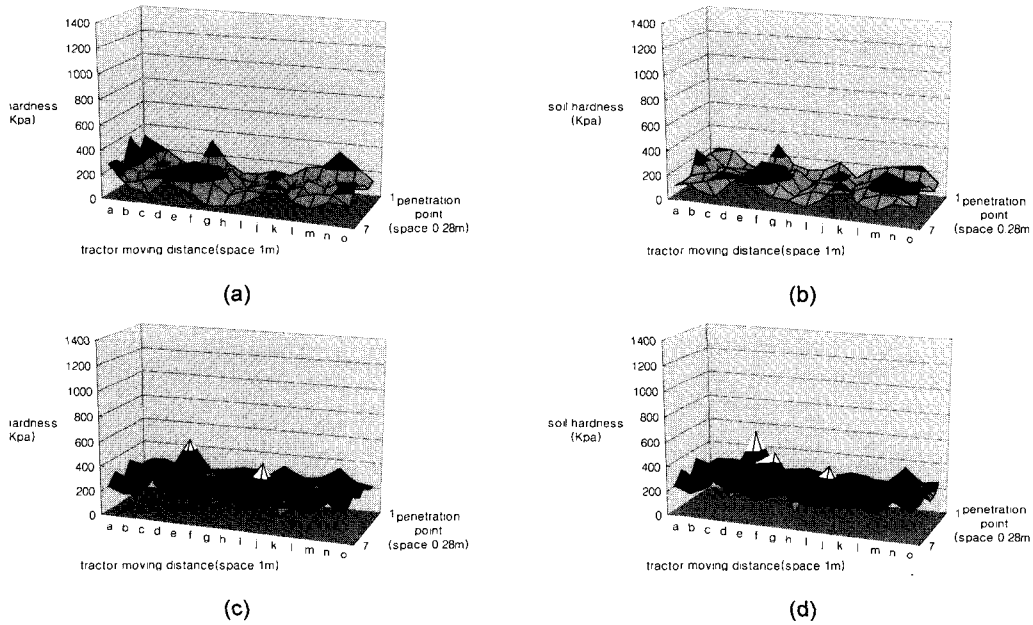 1400
1200
1000
800
hardness
Kpa)
600
400
200
0
a b c d e f g h I j k l m n o
1 penetration
point
7 (space 0.28m)
tractor moving distance(space 1m)
(a)
1400
1200
1000
800
soil hardness
(Kpa)
600
400
200
0
a b c d e f g h I j k l m n o
1 penetration
point
7 (space 0.28m
tractor moving distance(space 1m)
(b)
1400
1200
1000
800
hardness
Kpa)
600
400
200
0
a b c d e f g h I j k l m n o
1 penetration
point
7 (space 0.28m)
tractor moving distance(space 1m)
(c)
1400
1200
1000
800
soil hardness
(Kpa)
600
400
200
0
a b c d e f g h I j k l m n o
1 penetration
point
7 (space 0.28m
tractor moving distance(space 1m)
(d)